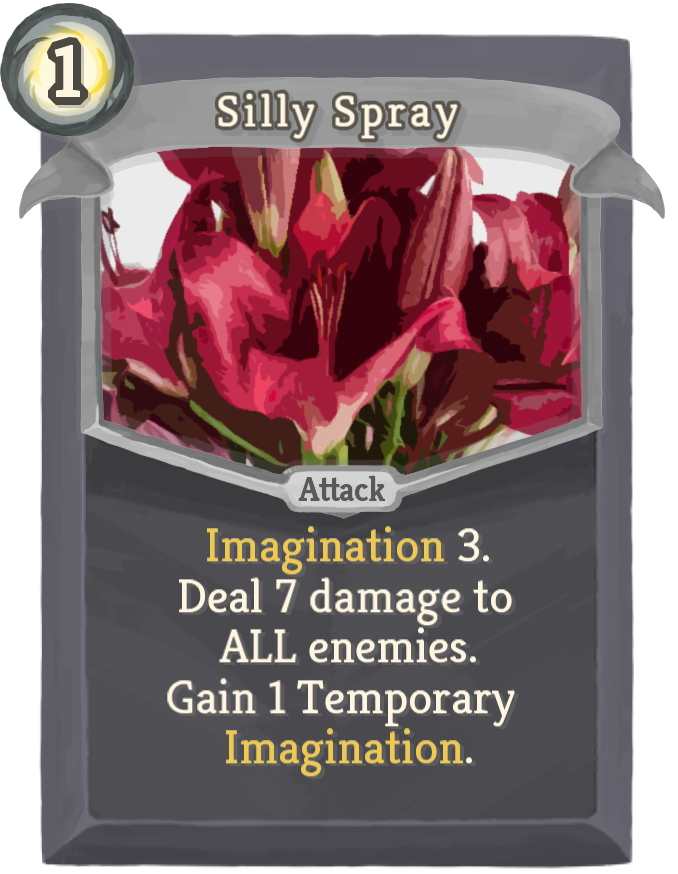 1
Silly Spray
Attack
Imagination 3.
Deal 7 damage to
ALL enemies.
Gain 1 Temporary
Imagination.